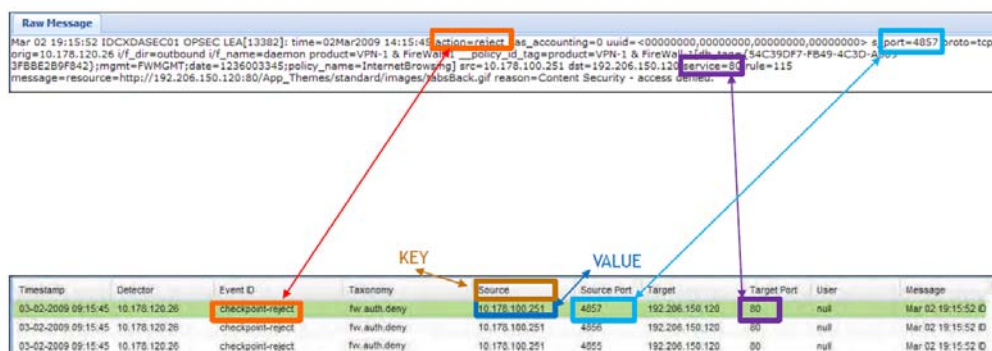 Raw Message
Mar 02 19:15:52 IDCXDASEC01 OPSEC LEA[13382]: time=02Mar2009 14:15:45 action=reject has_accounting=0 uuid=<00000000,00000000,00000000,00000000> s_port=4857 proto=tcp
orig=10.178.120.26 i/f_dir=outbound i/f_name=daemon product=VPN-1 & FireWall-1 __policy_id_tag=product=VPN-1 & FireWall-1[db_tag={54C39DF7-FB49-4C3D-
3FBBE2B9F842};mgmt=FWMGMT;date=1236003345;policy_name=InternetBrowsing] src=10.178.100.251 dst=192.206.150.120 service=80 rule=115
message=resource=http://192.206.150.120:80/App_Themes/standard/images/tabsBack.gif reason=Content Security - access denied.
KEY VALUE
Timestamp Detector Event ID Taxonomy Source Source Port Target Target Port User Message
03-02-2009 09:15:45 10.178.120.26 checkpoint-reject fw.auth.deny 10.178.100.251 4857 192.206.150.120 80 null Mar 02 19:15:52 ID
03-02-2009 09:15:45 10.178.120.26 checkpoint-reject fw.auth.deny 10.178.100.251 4856 192.206.150.120 80 null Mar 02 19:15:52 ID
03-02-2009 09:15:45 10.178.120.26 checkpoint-reject fw.auth.deny 10.178.100.251 4855 192.206.150.120 80 null Mar 02 19:15:52 ID